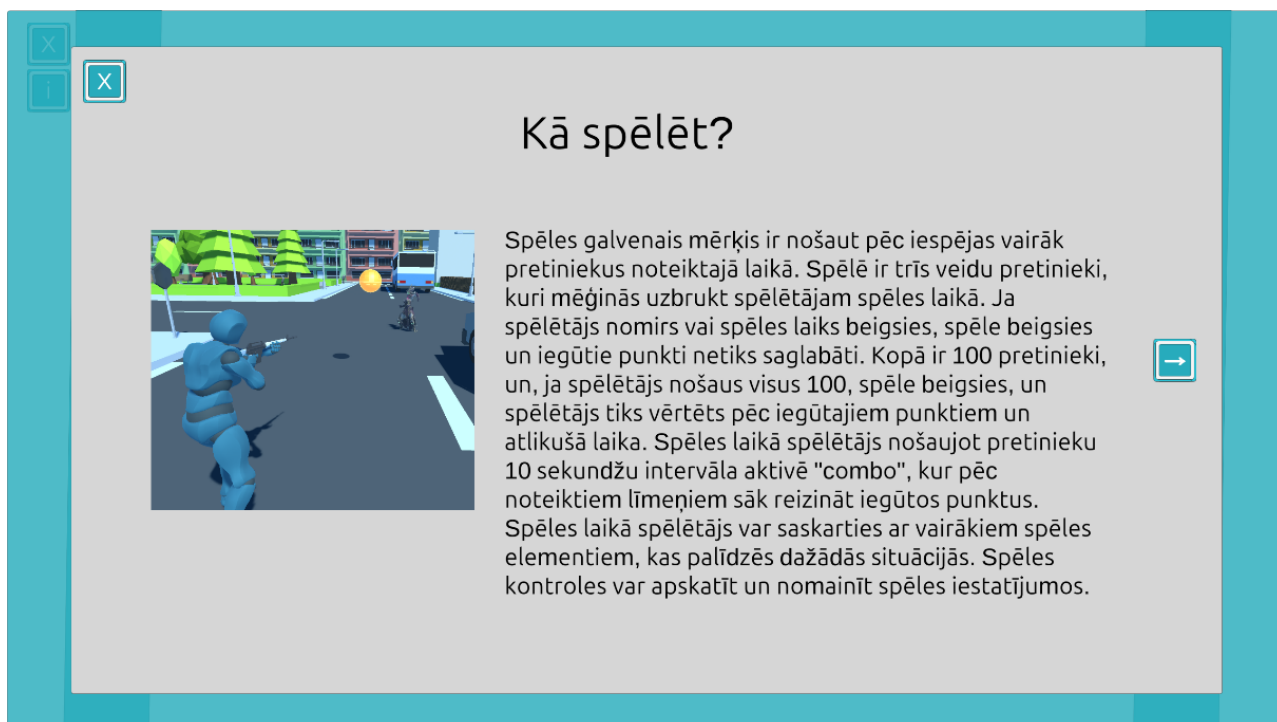 X
i
X
Kā spēlēt?
Spēles galvenais mērķis ir nošaut pēc iespējas vairāk
pretiniekus noteiktajā laikā. Spēlē ir trīs veidu pretinieki,
kuri mēģinās uzbrukt spēlētājam spēles laikā. Ja
spēlētājs nomirs vai spēles laiks beigsies, spēle beigsies
un iegūtie punkti netiks saglabāti. Kopā ir 100 pretinieki,
un, ja spēlētājs nošaus visus 100, spēle beigsies, un
spēlētājs tiks vērtēts pēc iegūtajiem punktiem un
atlikušā laika. Spēles laikā spēlētājs nošaujot pretinieku
10 sekundžu intervāla aktivē "combo", kur pēc
noteiktiem līmeņiem sāk reizināt iegūtos punktus.
Spēles laikā spēlētājs var saskarties ar vairākiem spēles
elementiem, kas palīdzēs dažādās situācijās. Spēles
kontroles var apskatīt un nomainīt spēles iestatījumos.
→